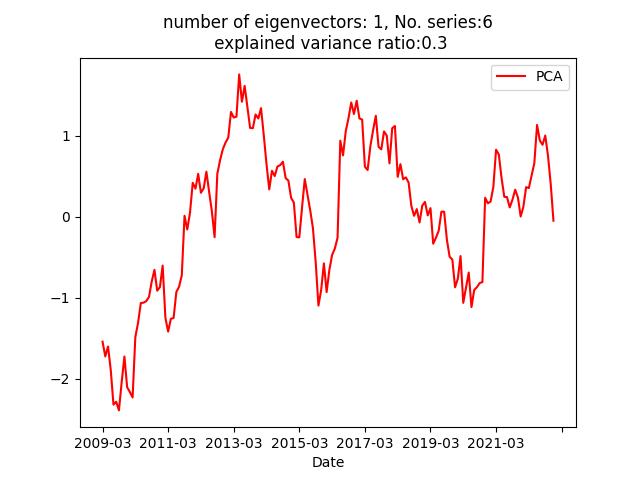 number of eigenvectors: 1, No. series:6
explained variance ratio:0.3
PCA
1
0
−1
−2
2009-03 2011-03 2013-03 2015-03 2017-03 2019-03 2021-03
Date